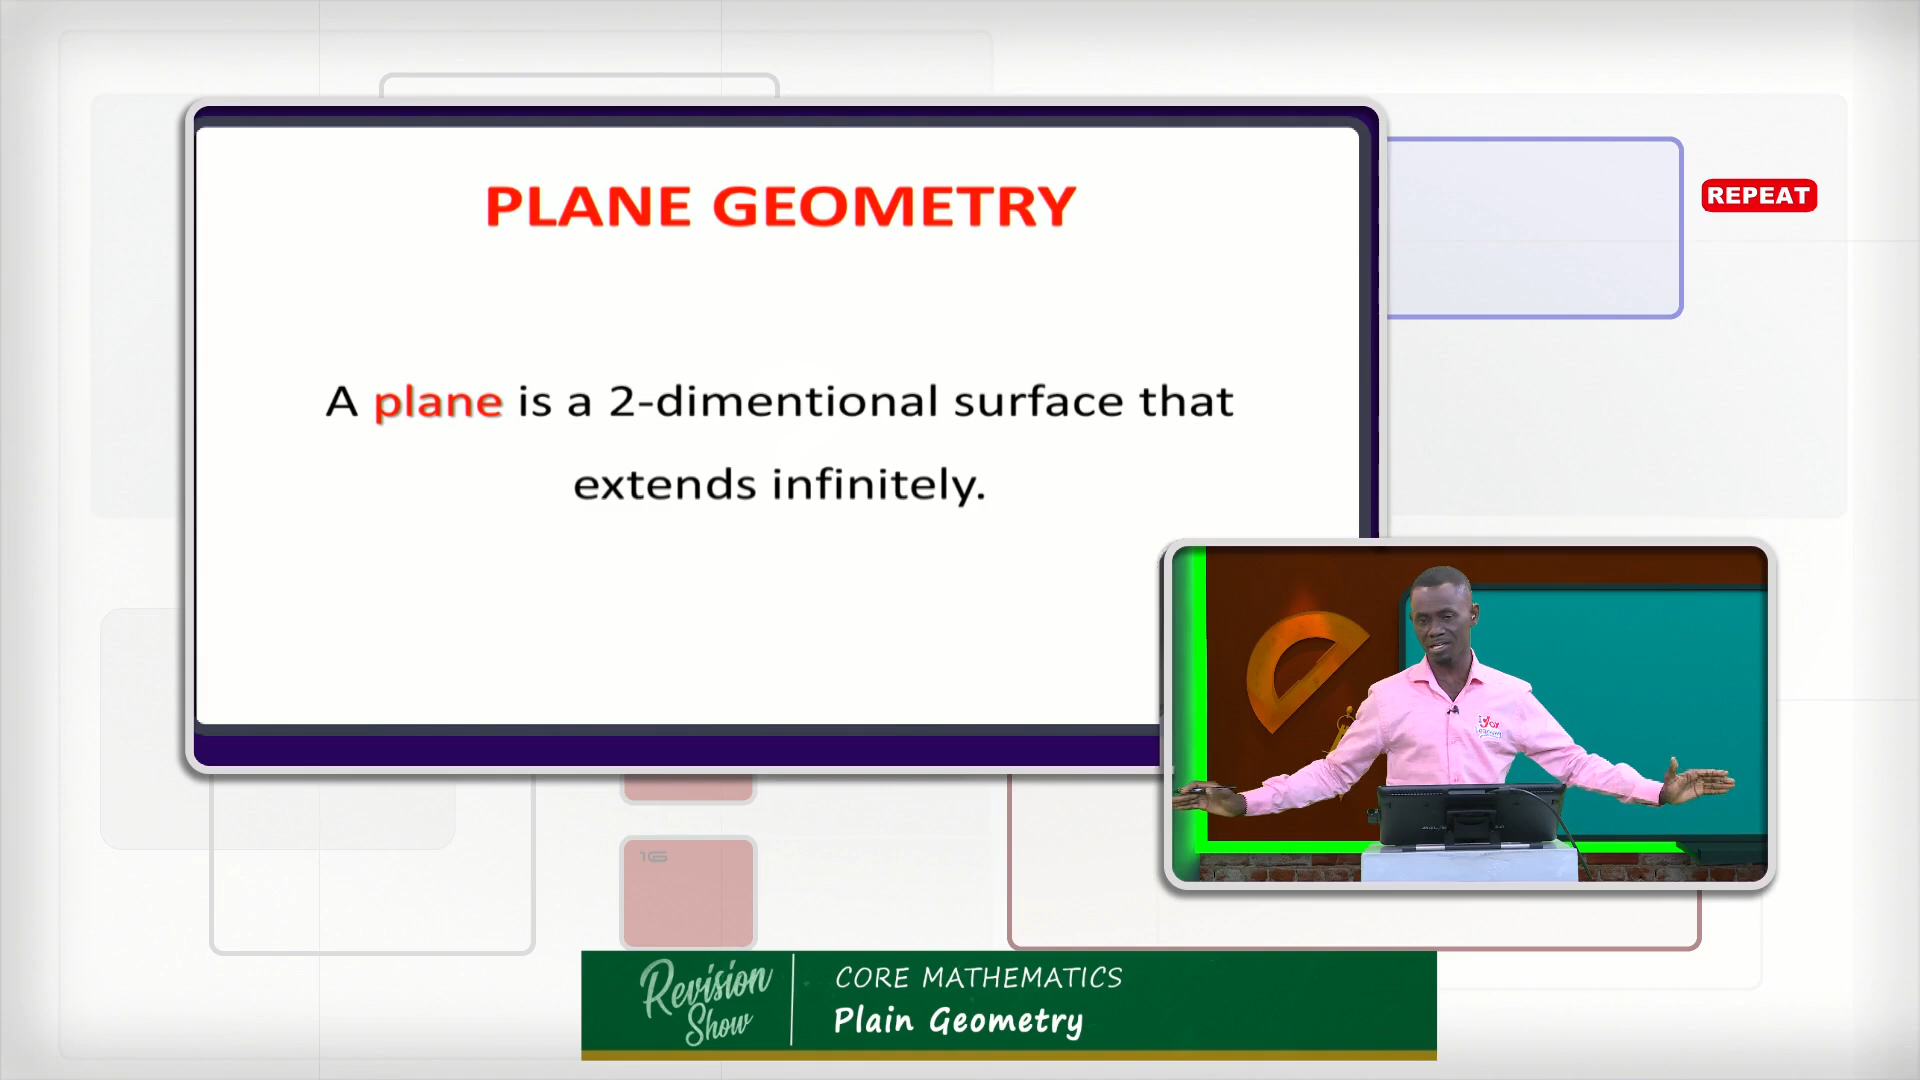 PLANE GEOMETRY
REPEAT
A plane is a 2-dimentional surface that
extends infinitely.
Revision
Show
CORE MATHEMATICS
Plain Geometry